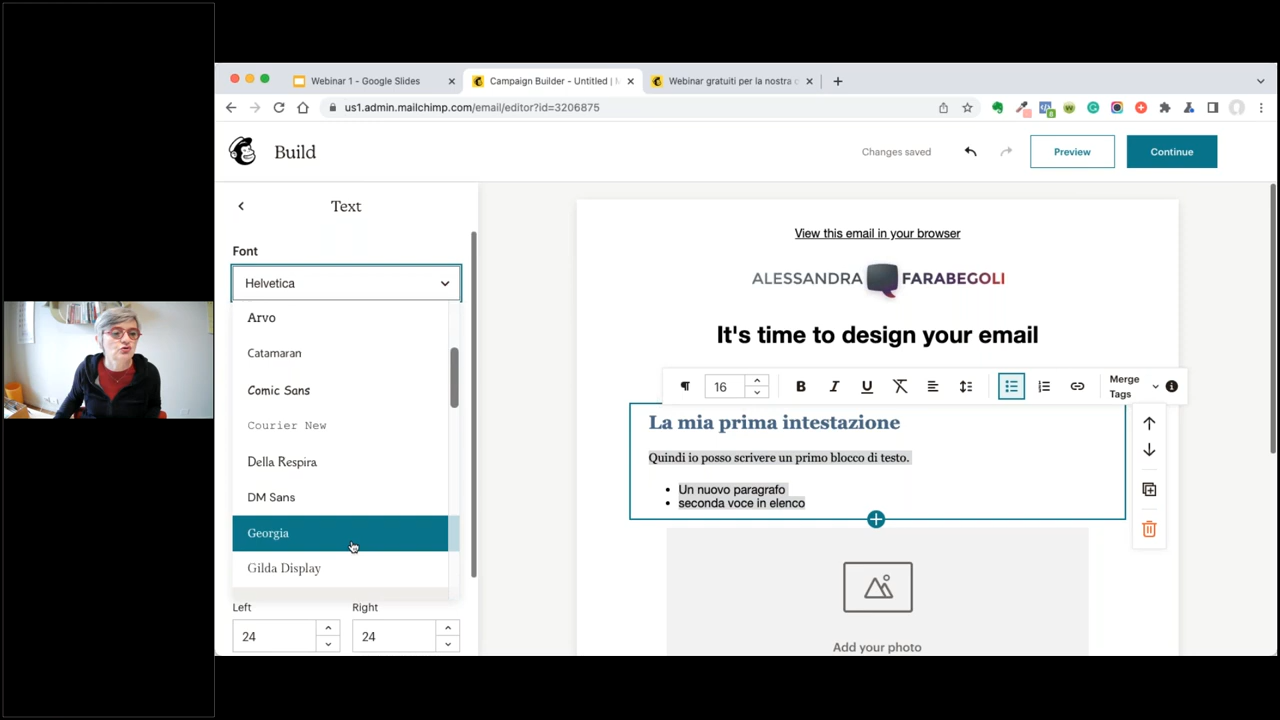 Webinar 1 - Google Slides
Campaign Builder - Untitled |
Webinar gratuiti per la nostra
us1.admin.mailchimp.com/email/editor?id=3206875
Build
Changes saved
Preview
Continue
Text
Font
Helvetica
Arvo
Catamaran
Comic Sans
Courier New
Della Respira
DM Sans
Georgia
Gilda Display
Left
Right
24
24
View this email in your browser
ALESSANDRA FARABEGOLI
It's time to design your email
16
B I U
Merge
Tags
La mia prima intestazione
Quindi io posso scrivere un primo blocco di testo.
• Un nuovo paragrafo
• seconda voce in elenco
Add your photo